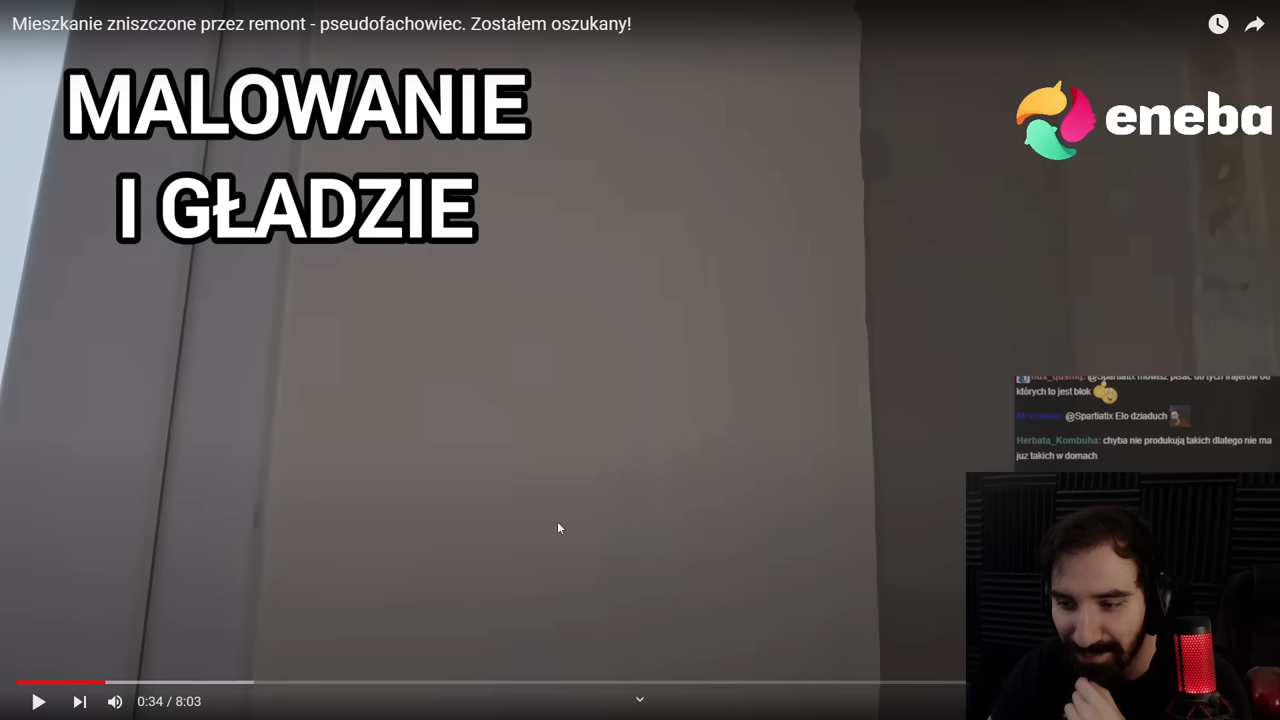 Mieszkanie zniszczone przez remont - pseudofachowiec. Zostałem oszukany!
MALOWANIE
I GŁADZIE
eneba
@Spartiatix mówisz pisać do tych frajerów od
których to jest blok
@Spartiatix Elo dziaduch
Herbata_Kombuha: chyba nie produkują takich dlatego nie ma
juz takich w domach
0:34 / 8:03